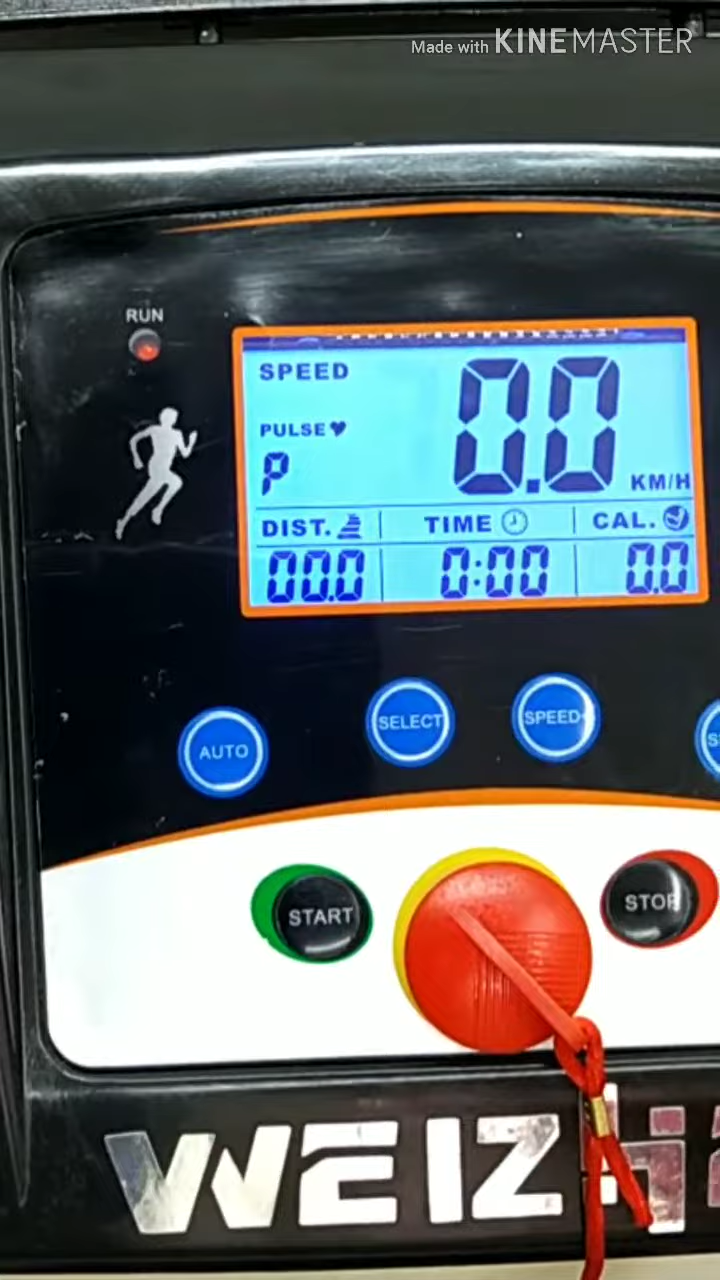 Made with KINEMASTER
RUN
SPEED
0.0
PULSE
P
KM/H
DIST.
TIME
CAL.
00.0
0:00
0.0
AUTO
SELECT
SPEED-
START
STOP